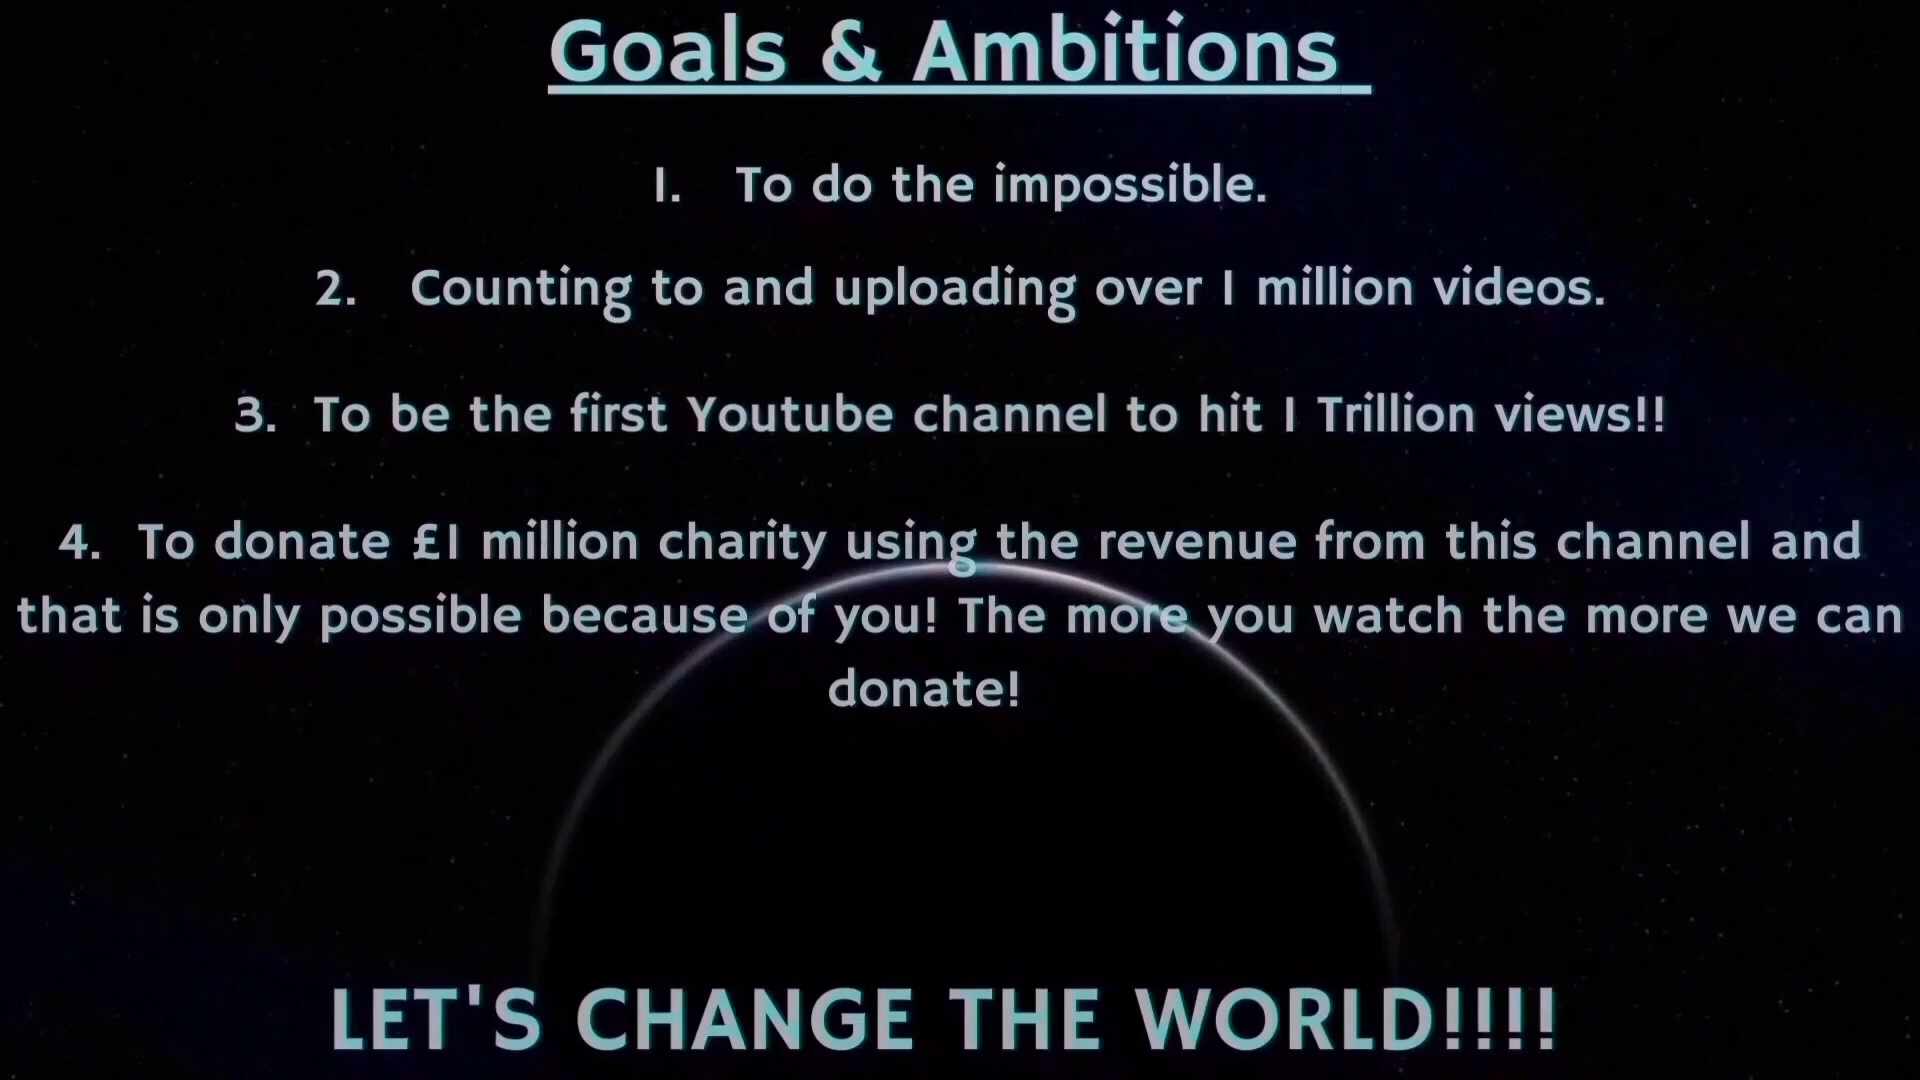 Goals & Ambitions
1. To do the impossible.
2. Counting to and uploading over 1 million videos.
3. To be the first Youtube channel to hit 1 Trillion views!!
4. To donate £1 million charity using the revenue from this channel and
that is only possible because of you! The more you watch the more we can
donate!
LET'S CHANGE THE WORLD!!!!